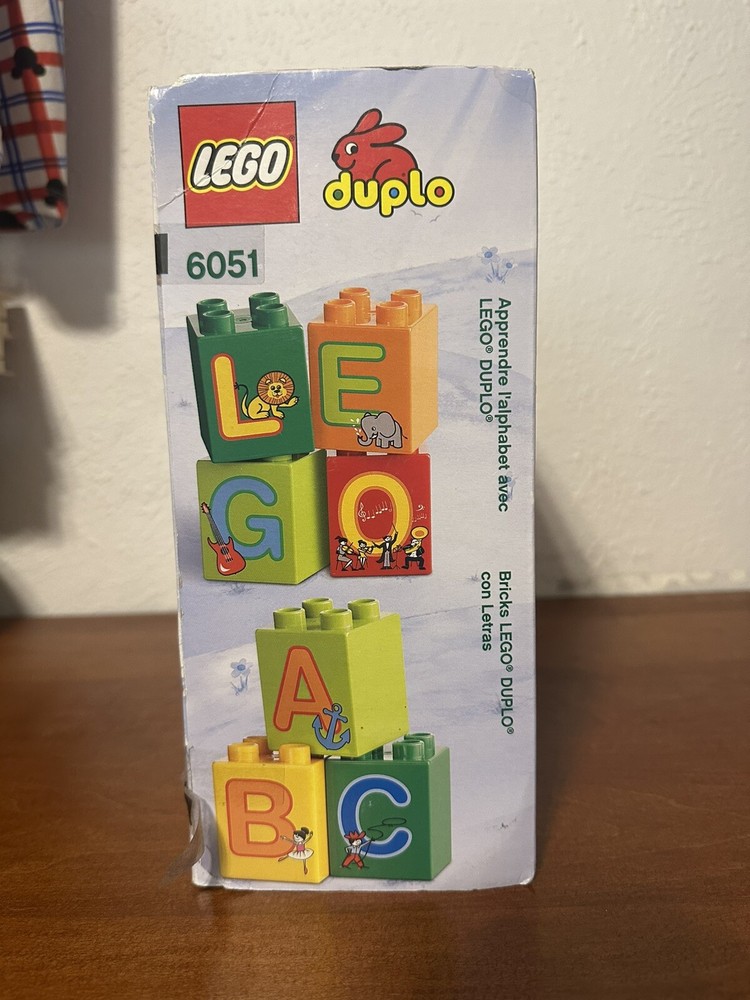 LEGO
duplo
6051
L
E
G
O
A
B
C
Apprendre l'alphabet avec
LEGO® DUPLO®
Bricks LEGO® DUPLO®
con Letras